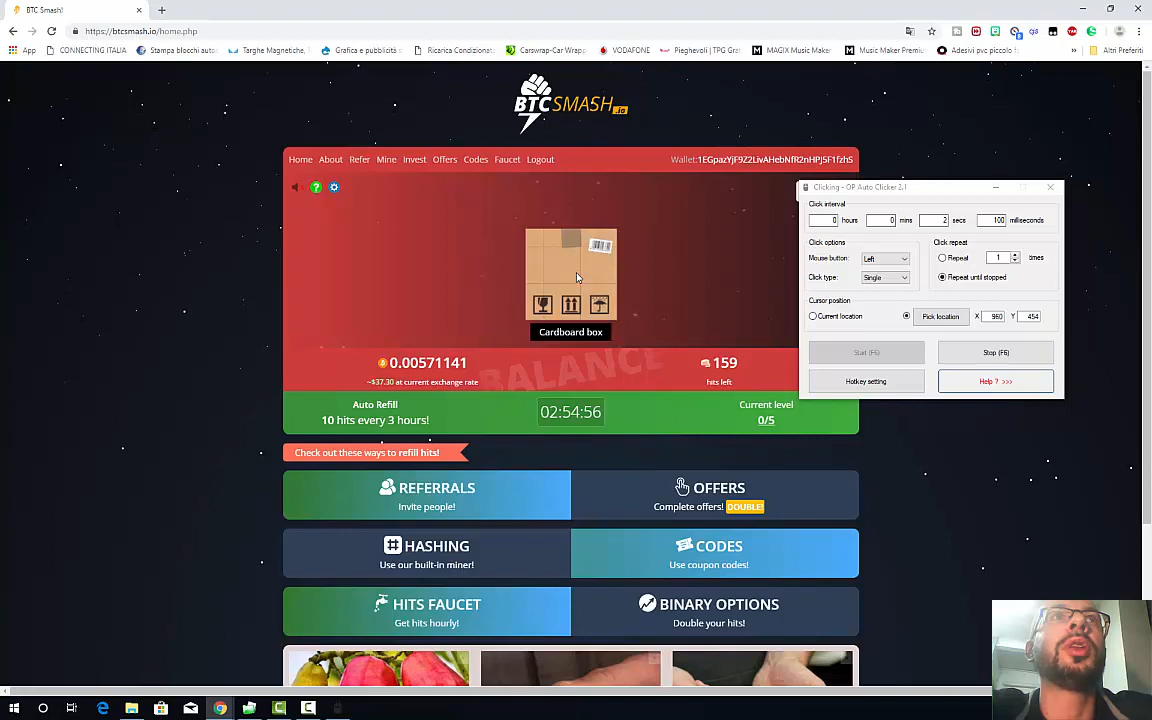 BTC Smash!
https://btcsmash.io/home.php
App
CONNECTING ITALIA
Stampa blocchi auto
Targhe Magnetiche,
Grafica e pubblicità
Ricarica Condizionat
Carswrap-Car Wrapp
VODAFONE
Pieghevoli | TPG Graf
MAGIX Music Maker
Music Maker Premiu
Adesivi pvc piccolo f
»
Altri Preferiti
BTCSMASH.io
Home About Refer Mine Invest Offers Codes Faucet Logout
Wallet:1EGpazYjF9Z2LivAHebNfR2nHPJ5F1fzhS
Cardboard box
0.00571141
~$37.30 at current exchange rate
BALANCE
159
hits left
Auto Refill
10 hits every 3 hours!
02:54:56
Current level
0/5
Check out these ways to refill hits!
REFERRALS
Invite people!
OFFERS
Complete offers! DOUBLE!
HASHING
Use our built-in miner!
CODES
Use coupon codes!
HITS FAUCET
Get hits hourly!
BINARY OPTIONS
Double your hits!
Clicking - OP Auto Clicker 2.1
Click interval
0 hours 0 mins 2 secs 100 milliseconds
Click options
Mouse button: Left
Click type: Single
Click repeat
Repeat 1 times
Repeat until stopped
Cursor position
Current location
Pick location X 960 Y 454
Start (F6)
Stop (F6)
Hotkey setting
Help ? >>>